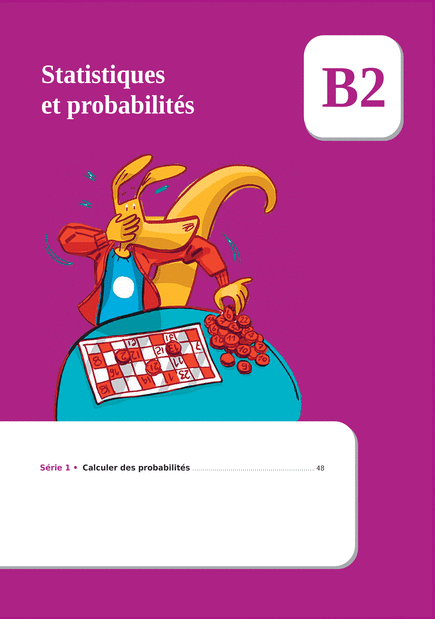 Statistiques
et probabilités
B2
Série 1 • Calculer des probabilités ........................................................ 48